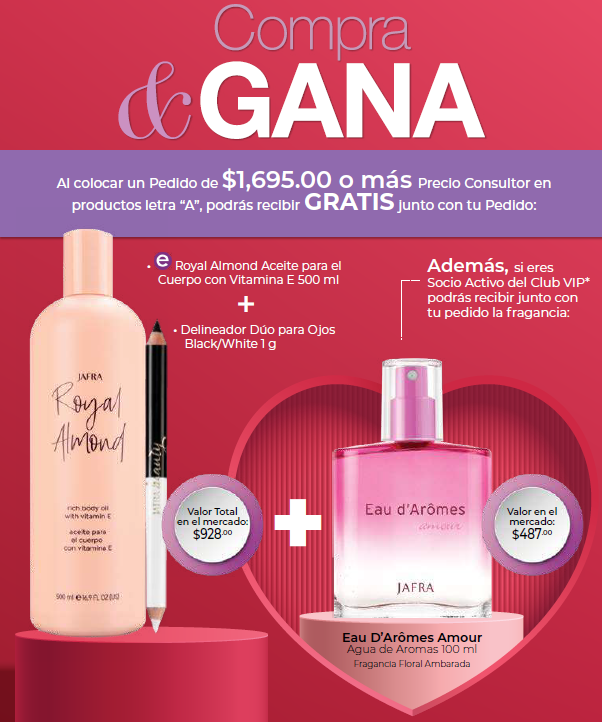 Compra
& GANA
Al colocar un Pedido de $1,695.00 o más Precio Consultor en
productos letra “A”, podrás recibir GRATIS junto con tu Pedido:
• e Royal Almond Aceite para el
Cuerpo con Vitamina E 500 ml
+
• Delineador Dúo para Ojos
Black/White 1 g
Además, si eres
Socio Activo del Club VIP*
podrás recibir junto con
tu pedido la fragancia:
JAFRA
Royal
Almond
rich body oil
with vitamin E
aceite para
el cuerpo
con vitamina E
500 ml e 16.9 FL OZ (US)
beauty
Valor Total
en el mercado:
$928.00
+
Eau d'Arômes
amour
JAFRA
Valor en el
mercado:
$487.00
Eau D’Arômes Amour
Agua de Aromas 100 ml
Fragancia Floral Ambarada